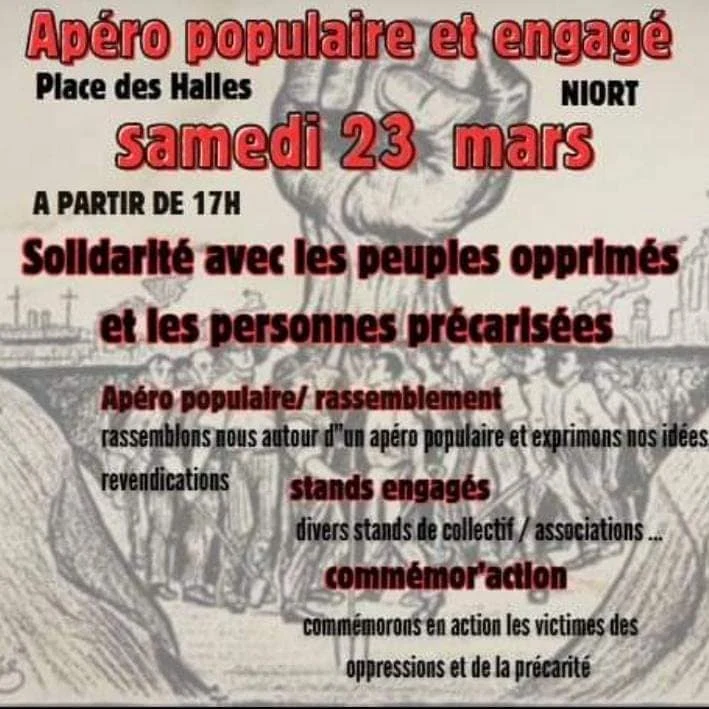 Apéro populaire et engagé
Place des Halles
NIORT
samedi 23 mars
A PARTIR DE 17H
Solidarité avec les peuples opprimés
et les personnes précarisées
Apéro populaire/ rassemblement
rassemblons nous autour d"un apéro populaire et exprimons nos idées
revendications
stands engagés
divers stands de collectif / associations ...
commémor'action
commémorons en action les victimes des
oppressions et de la précarité